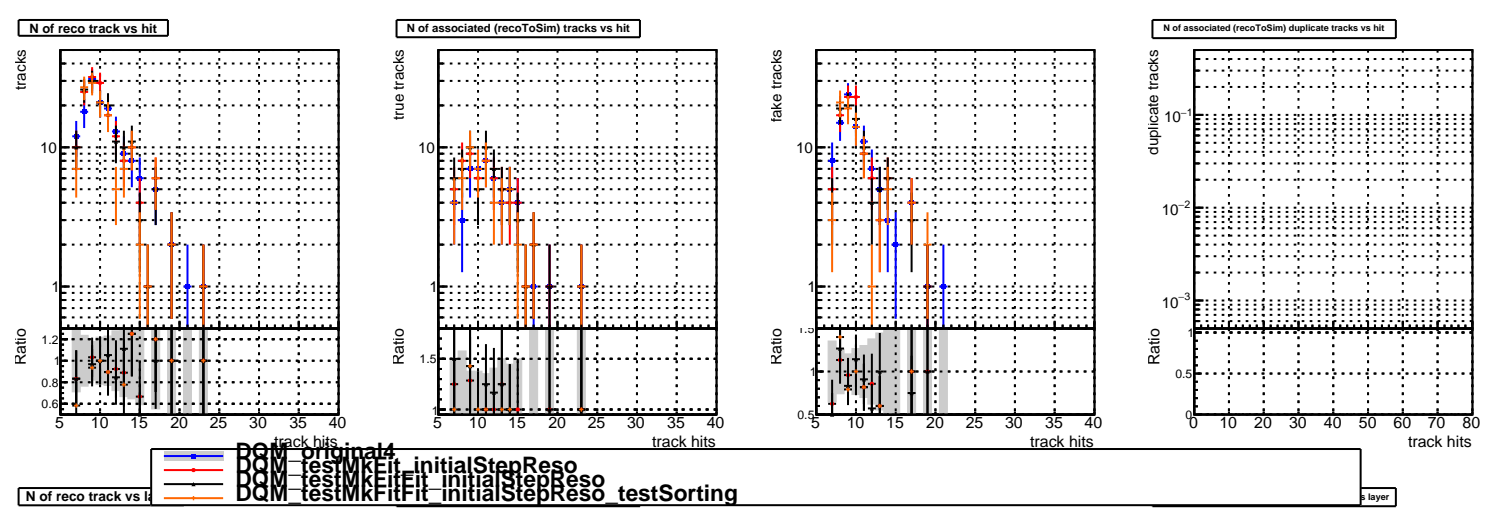 N of reco track vs hit
N of associated (recoToSim) tracks vs hit
N of associated (recoToSim) duplicate tracks vs hit
tracks
10
1
Ratio
1.2
1
0.8
0.6
5 10 15 20 25 30 35 40
track hits
true tracks
10
1
Ratio
1.5
1
5 10 15 20 25 30 35 40
track hits
fake tracks
10
1
Ratio
1.5
1
0.5
5 10 15 20 25 30 35 40
track hits
duplicate tracks
10−1
10−2
10−3
Ratio
1
0.5
0
0 10 20 30 40 50 60 70 80
track hits
DQM_original4
DQM_testMkFit_initialStepReso
DQM_testMkFitFit_initialStepReso
DQM_testMkFitFit_initialStepReso_testSorting
N of reco track vs la
s layer